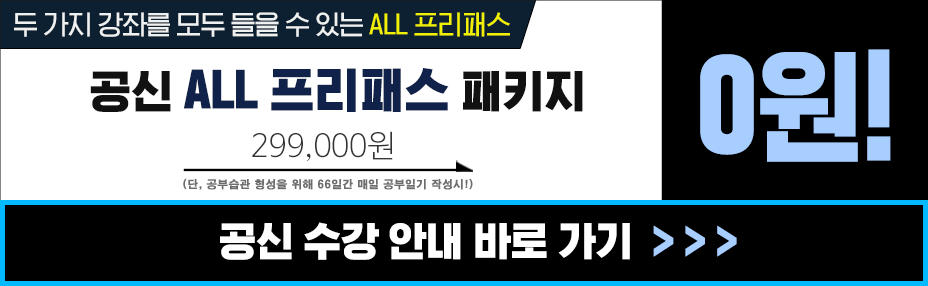 두 가지 강좌를 모두 들을 수 있는 ALL 프리패스
공신 ALL 프리패스 패키지
299,000원
(단, 공부습관 형성을 위해 66일간 매일 공부일기 작성시!)
0원!
공신 수강 안내 바로 가기 > > >